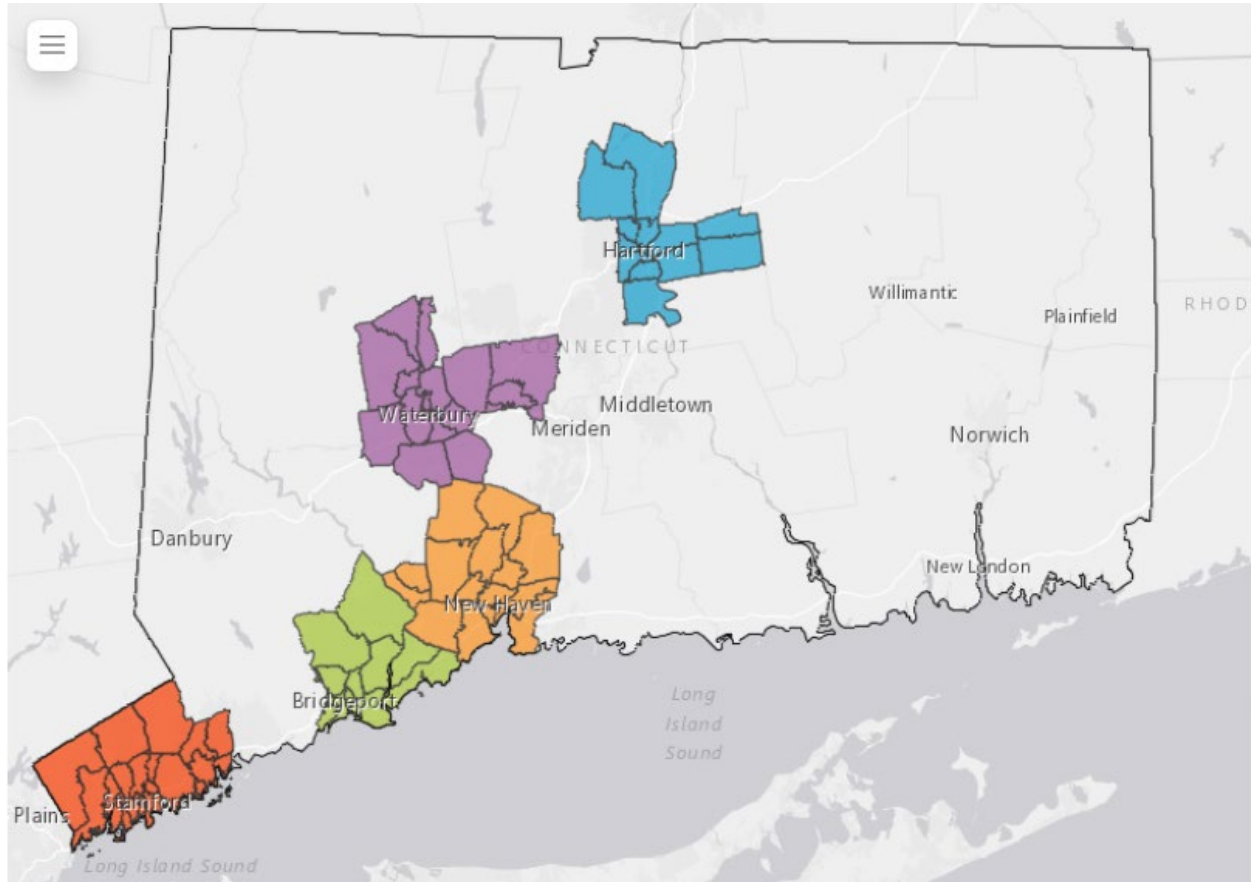 Hartford
Willimantic
RHOD
Plainfield
CONNECTICUT
Waterbury
Middletown
Meriden
Norwich
Danbury
New London
New Haven
Bridgeport
Long
Island
Sound
Plains
Stamford
Long Island Sound